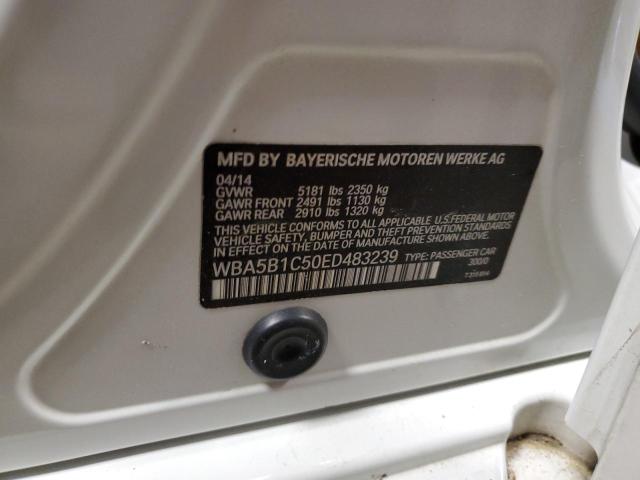 MFD BY BAYERISCHE MOTOREN WERKE AG
04/14
GVWR 5181 lbs 2350 kg
GAWR FRONT 2491 lbs 1130 kg
GAWR REAR 2910 lbs 1320 kg
THIS VEHICLE CONFORMS TO ALL APPLICABLE U.S.FEDERAL MOTOR
VEHICLE SAFETY, BUMPER AND THEFT PREVENTION STANDARDS
IN EFFECT ON THE DATE OF MANUFACTURE SHOWN ABOVE.
WBA5B1C50ED483239 TYPE: PASSENGER CAR
300/0